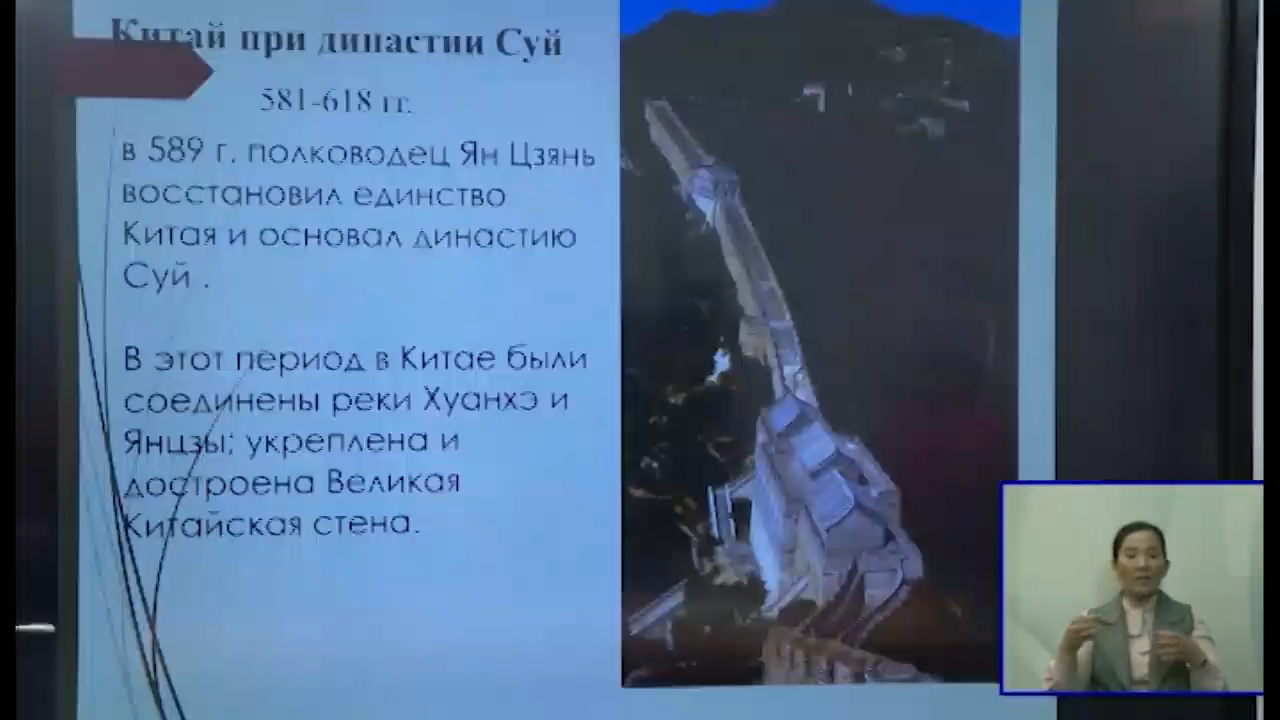 Китай при династии Суй
581-618 гг.
в 589 г. полководец Ян Цзянь
восстановил единство
Китая и основал династию
Суй .
В этот период в Китае были
соединены реки Хуанхэ и
Янцзы; укреплена и
достроена Великая
Китайская стена.